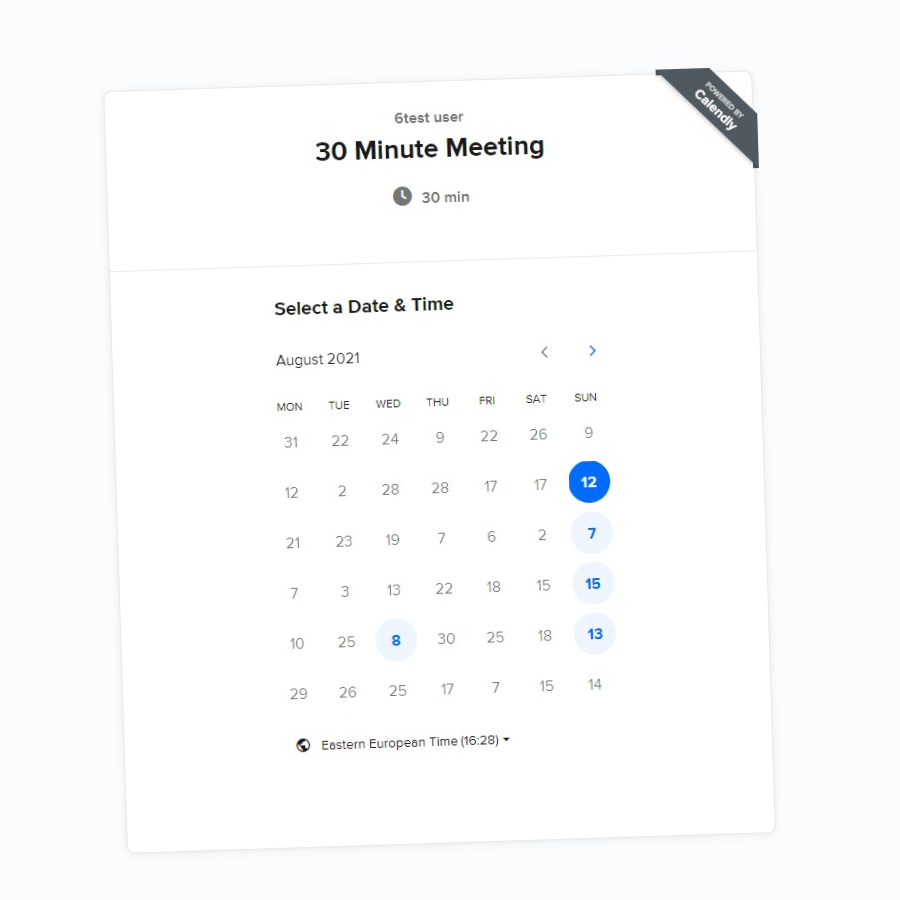 POWERED BY
Calendly
6test user
30 Minute Meeting
30 min
Select a Date & Time
August 2021
MON TUE WED THU FRI SAT SUN
31 22 24 9 22 26 9
12 2 28 28 17 17 12
21 23 19 7 6 2 7
7 3 13 22 18 15 15
10 25 8 30 25 18 13
29 26 25 17 7 15 14
Eastern European Time (16:28)